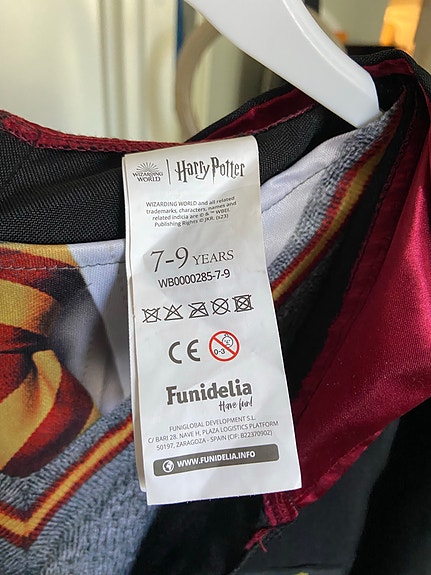 WIZARDING WORLD
Harry Potter
WIZARDING WORLD and all related
trademarks, characters, names and
related indicia are © & ™ WBEI.
Publishing Rights © JKR. (s23)
7-9 YEARS
WB0000285-7-9
CE
0-3
Funidelia
Have fun!
FUNIGLOBAL DEVELOPMENT S.L.
C/ BARI 28. NAVE H, PLAZA LOGISTICS PLATFORM
50197, ZARAGOZA - SPAIN (CIF: B22370902)
WWW.FUNIDELIA.INFO